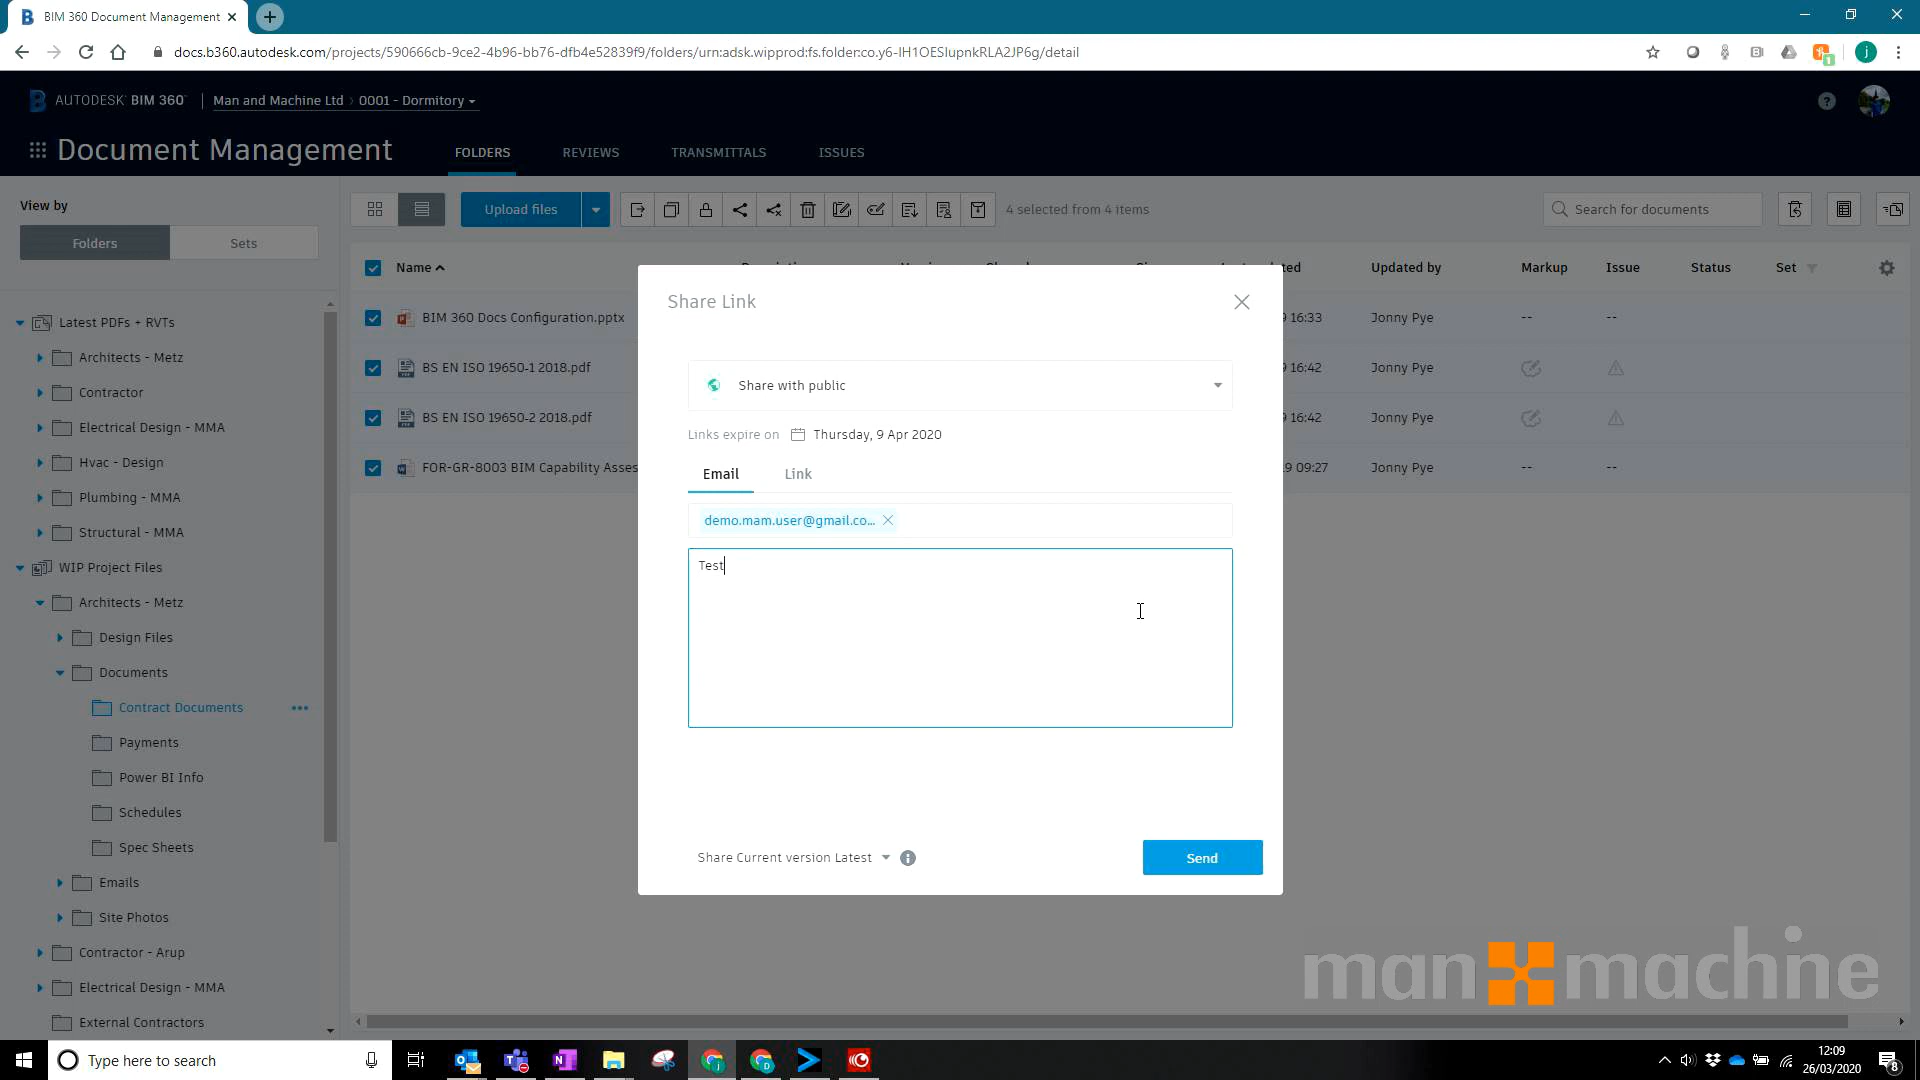 BIM 360 Document Management
docs.b360.autodesk.com/projects/590666cb-9ce2-4b96-bb76-dfb4e52839f9/folders/urn:adsk.wipprod:fs.folder:co.y6-IH1OESIupnkRLA2JP6g/detail
AUTODESK BIM 360 Man and Machine Ltd > 0001 - Dormitory
Document Management FOLDERS REVIEWS TRANSMITTALS ISSUES
View by
Folders Sets
Upload files 4 selected from 4 items Search for documents
Name Updated by Markup Issue Status Set
BIM 360 Docs Configuration.pptx 16:33 Jonny Pye -- --
BS EN ISO 19650-1 2018.pdf 16:42 Jonny Pye
BS EN ISO 19650-2 2018.pdf 16:42 Jonny Pye
FOR-GR-8003 BIM Capability Asses 9 09:27 Jonny Pye -- --
Latest PDFs + RVTs
Architects - Metz
Contractor
Electrical Design - MMA
Hvac - Design
Plumbing - MMA
Structural - MMA
WIP Project Files
Architects - Metz
Design Files
Documents
Contract Documents
Payments
Power BI Info
Schedules
Spec Sheets
Emails
Site Photos
Contractor - Arup
Electrical Design - MMA
External Contractors
Share Link
Share with public
Links expire on Thursday, 9 Apr 2020
Email Link
demo.mam.user@gmail.co...
Test
Share Current version Latest
Send
man machine
Type here to search
12:09
26/03/2020
8